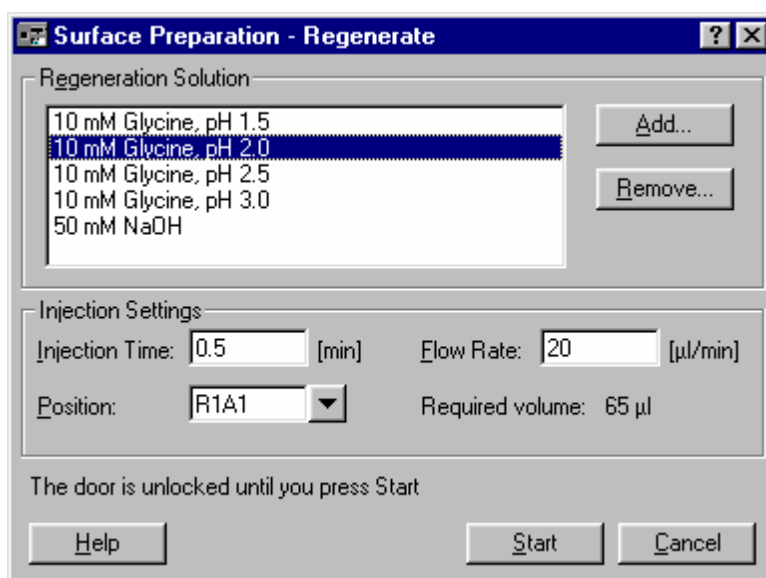 Surface Preparation - Regenerate
Regeneration Solution
10 mM Glycine, pH 1.5
10 mM Glycine, pH 2.0
10 mM Glycine, pH 2.5
10 mM Glycine, pH 3.0
50 mM NaOH
Add...
Remove...
Injection Settings
Injection Time: 0.5 [min] Flow Rate: 20 [µl/min]
Position: R1A1 Required volume: 65 µl
The door is unlocked until you press Start
Help Start Cancel